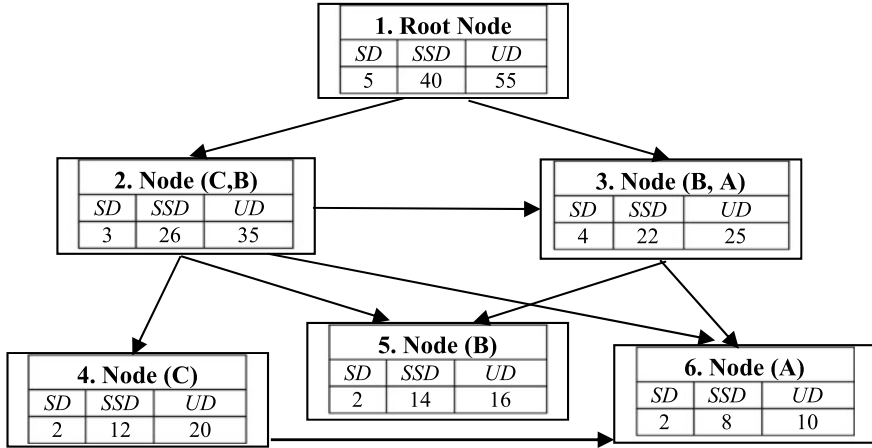 1. Root Node
SD SSD UD
5 40 55
2. Node (C,B)
SD SSD UD
3 26 35
3. Node (B, A)
SD SSD UD
4 22 25
4. Node (C)
SD SSD UD
2 12 20
5. Node (B)
SD SSD UD
2 14 16
6. Node (A)
SD SSD UD
2 8 10